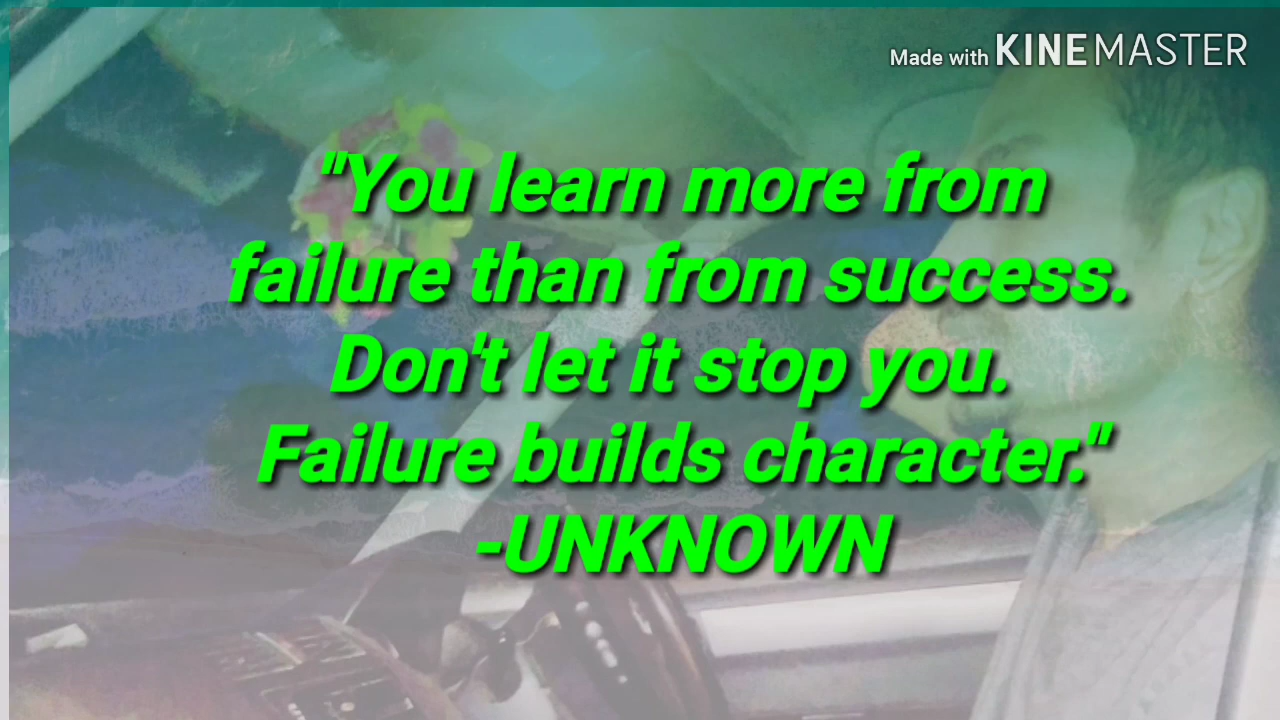 Made with KINEMASTER
"You learn more from
failure than from success.
Don't let it stop you.
Failure builds character."
-UNKNOWN